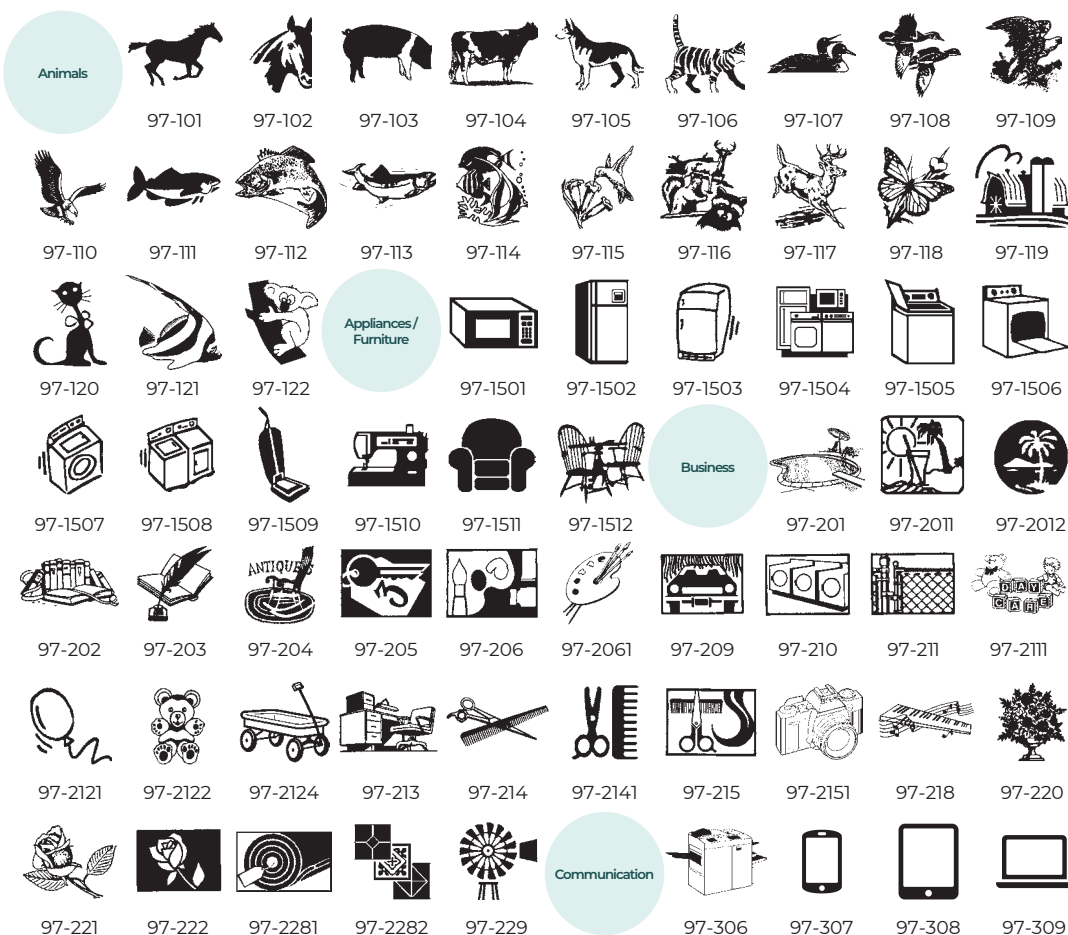 Animals
97-101 97-102 97-103 97-104 97-105 97-106 97-107 97-108 97-109
97-110 97-111 97-112 97-113 97-114 97-115 97-116 97-117 97-118 97-119
Appliances /
Furniture
97-120 97-121 97-122 97-1501 97-1502 97-1503 97-1504 97-1505 97-1506
Business
97-1507 97-1508 97-1509 97-1510 97-1511 97-1512 97-201 97-2011 97-2012
ANTIQUES
DAY
CARE
97-202 97-203 97-204 97-205 97-206 97-2061 97-209 97-210 97-211 97-2111
97-2121 97-2122 97-2124 97-213 97-214 97-2141 97-215 97-2151 97-218 97-220
Communication
97-221 97-222 97-2281 97-2282 97-229 97-306 97-307 97-308 97-309